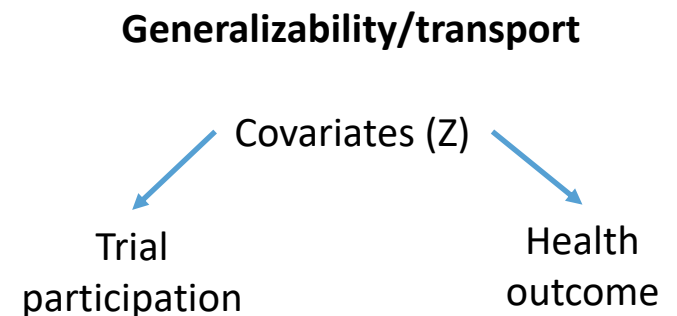 Generalizability/transport
Covariates (Z)
Trial
participation
Health
outcome